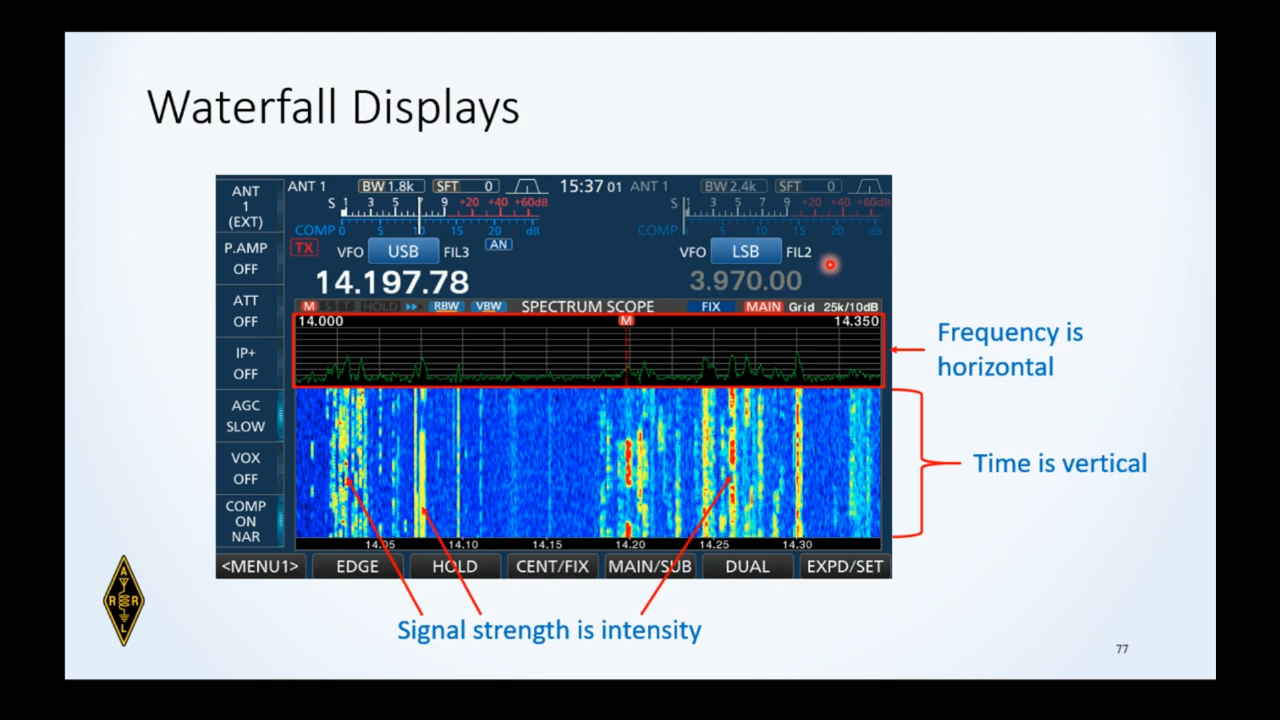 Waterfall Displays
ANT
1
(EXT)
P.AMP
OFF
ATT
OFF
IP+
OFF
AGC
SLOW
VOX
OFF
COMP
ON
NAR
ANT 1 BW 1.8k SFT 0 15:37 01 ANT 1 BW 2.4k SFT 0
S 1 3 5 7 9 +20 +40 +60dB S 1 3 5 7 9 +20 +40 +60dB
COMP 0 5 10 15 20 dB COMP 0 5 10 15 20 dB
TX VFO USB FIL3 AN VFO LSB FIL2
14.197.78 3.970.00
M S I T HOLD RBW VBW SPECTRUM SCOPE FIX MAIN Grid 25k/10dB
14.000 M 14.350
14.05 14.10 14.15 14.20 14.25 14.30
<MENU1> EDGE HOLD CENT/FIX MAIN/SUB DUAL EXPD/SET
Frequency is
horizontal
Time is vertical
Signal strength is intensity
A
R R
L
77